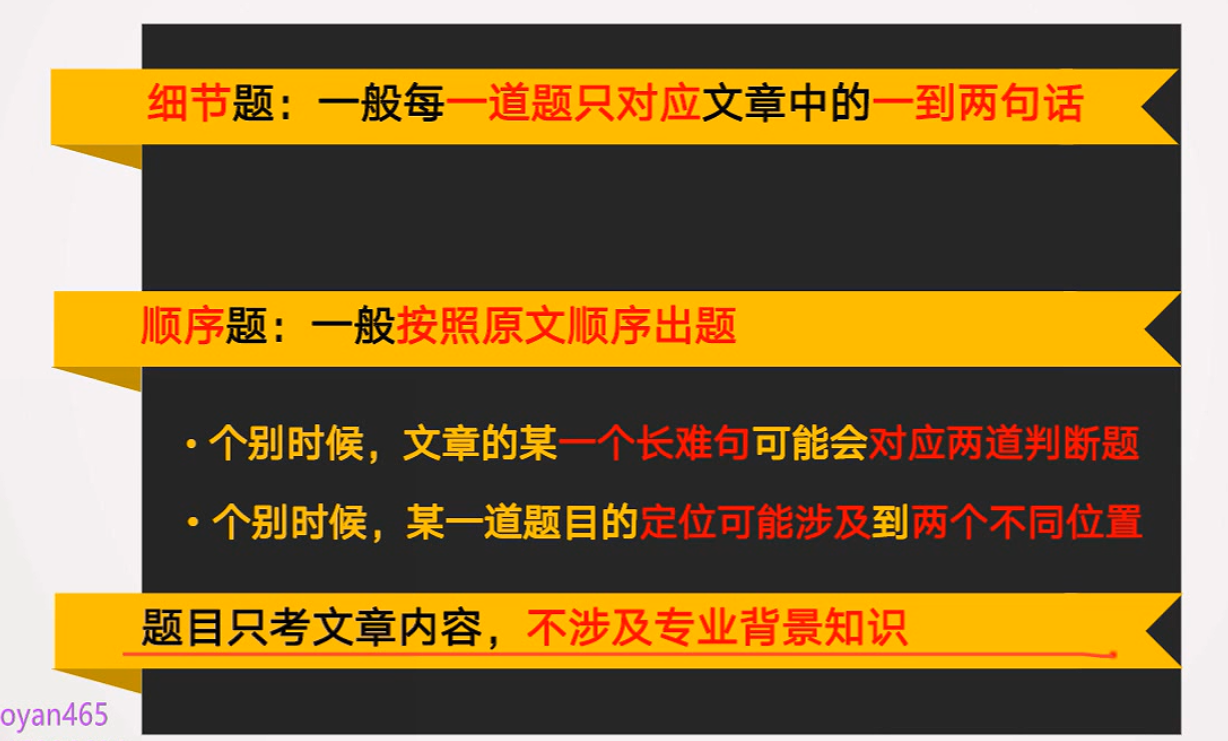 细节题：一般每一道题只对应文章中的一到两句话
顺序题：一般按照原文顺序出题
• 个别时候，文章的某一个长难句可能会对应两道判断题
• 个别时候，某一道题目的定位可能涉及到两个不同位置
题目只考文章内容，不涉及专业背景知识
oyan465